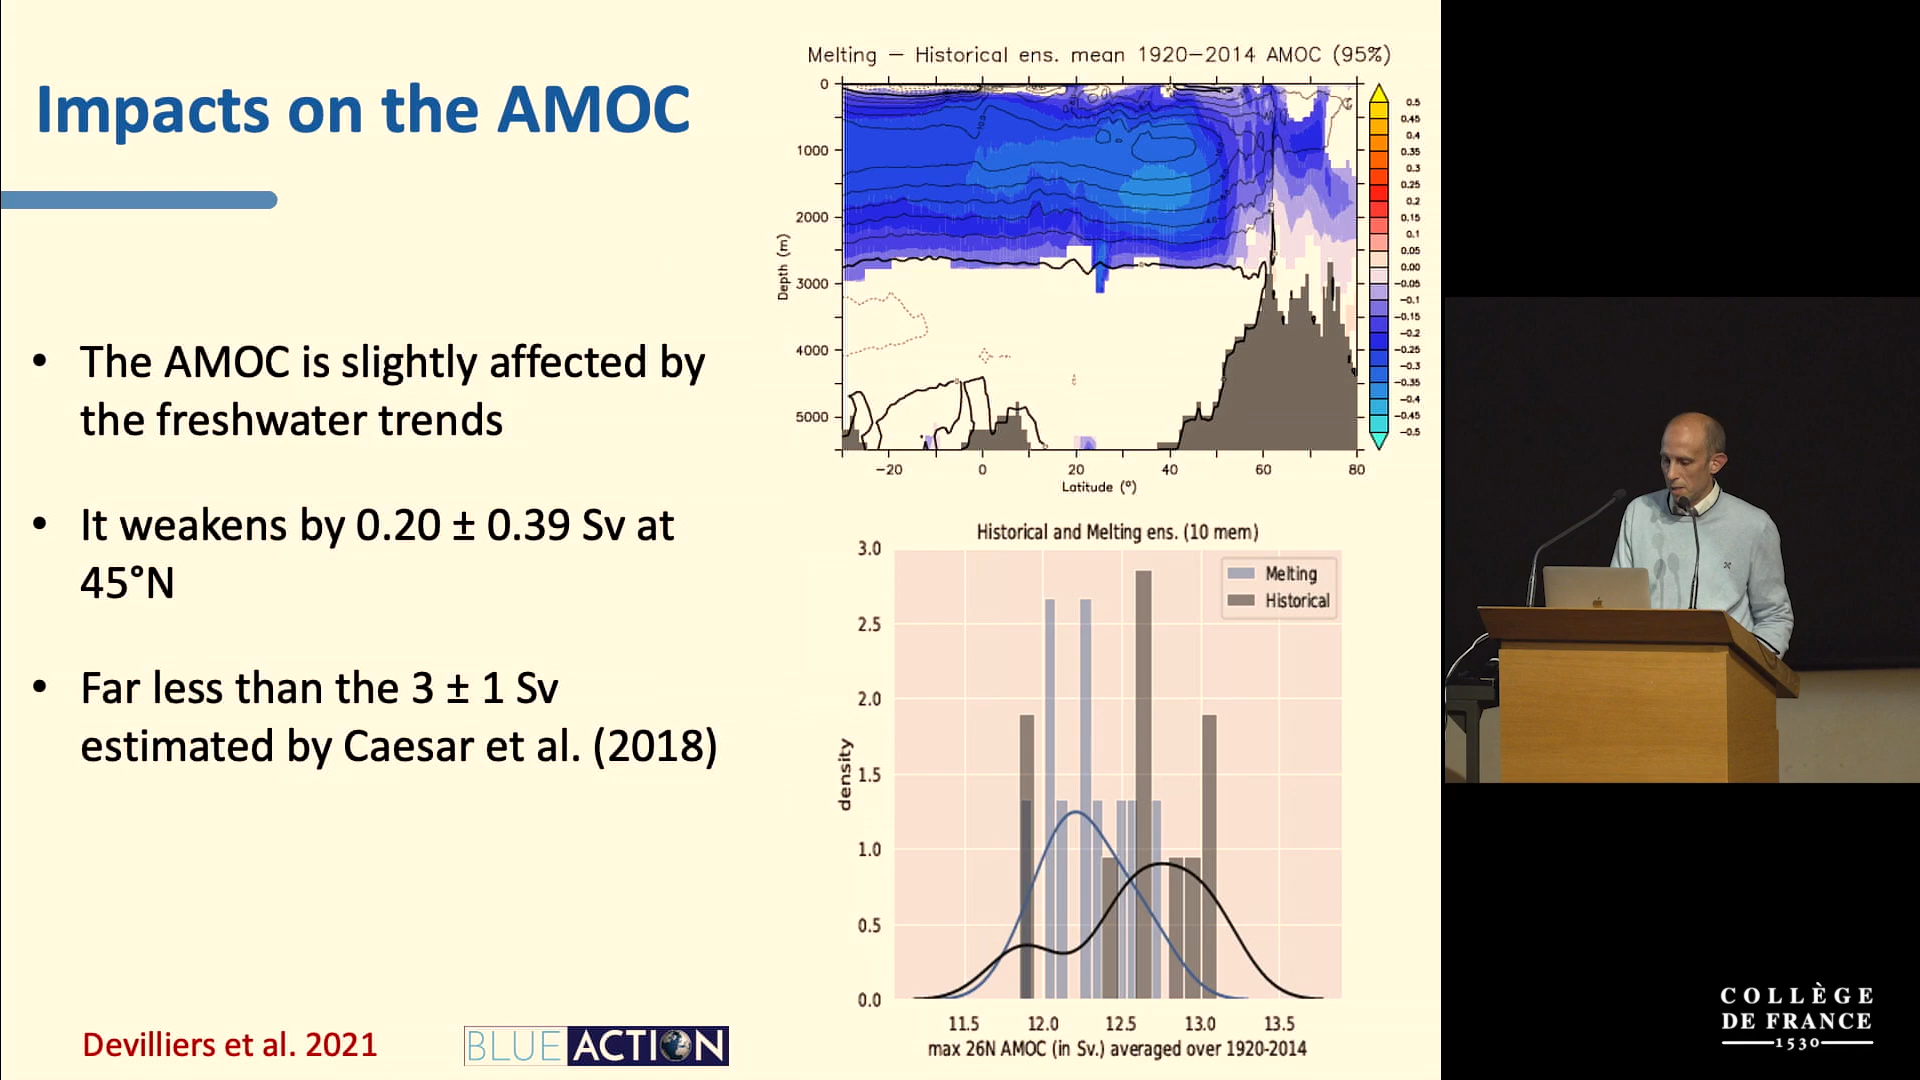 Impacts on the AMOC
• The AMOC is slightly affected by
the freshwater trends
• It weakens by 0.20 ± 0.39 Sv at
45°N
• Far less than the 3 ± 1 Sv
estimated by Caesar et al. (2018)
Devilliers et al. 2021
BLUE ACTION
Melting − Historical ens. mean 1920−2014 AMOC (95%)
0
1000
2000
3000
4000
5000
Depth (m)
−20 0 20 40 60 80
Latitude (°)
0.5
0.45
0.4
0.35
0.3
0.25
0.2
0.15
0.1
0.05
0.00
−0.05
−0.1
−0.15
−0.2
−0.25
−0.3
−0.35
−0.4
−0.45
−0.5
Historical and Melting ens. (10 mem)
Melting
Historical
3.0
2.5
2.0
1.5
1.0
0.5
0.0
density
11.5 12.0 12.5 13.0 13.5
max 26N AMOC (in Sv.) averaged over 1920-2014
COLLÈGE
DE FRANCE
1530